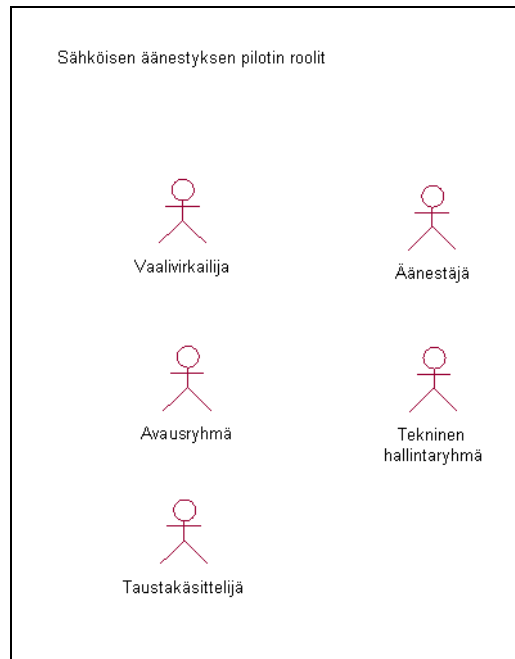 Sähköisen äänestyksen pilotin roolit
Vaalivirkailija
Äänestäjä
Avausryhmä
Tekninen
hallintaryhmä
Taustakäsittelijä